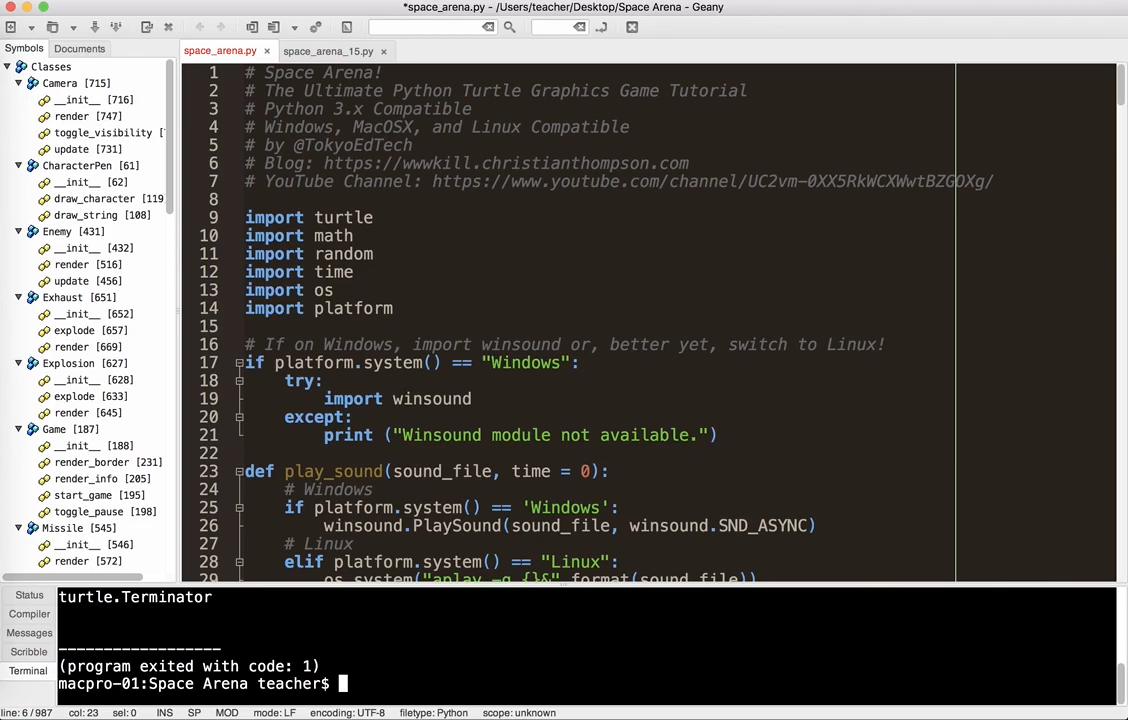 *space_arena.py - /Users/teacher/Desktop/Space Arena - Geany
Symbols Documents
Classes
Camera [715]
__init__ [716]
render [747]
toggle_visibility [
update [731]
CharacterPen [61]
__init__ [62]
draw_character [119]
draw_string [108]
Enemy [431]
__init__ [432]
render [516]
update [456]
Exhaust [651]
__init__ [652]
explode [657]
render [669]
Explosion [627]
__init__ [628]
explode [633]
render [645]
Game [187]
__init__ [188]
render_border [231]
render_info [205]
start_game [195]
toggle_pause [198]
Missile [545]
__init__ [546]
render [572]
space_arena.py × space_arena_15.py ×
1 # Space Arena!
2 # The Ultimate Python Turtle Graphics Game Tutorial
3 # Python 3.x Compatible
4 # Windows, MacOSX, and Linux Compatible
5 # by @TokyoEdTech
6 # Blog: https://wwwkill.christianthompson.com
7 # YouTube Channel: https://www.youtube.com/channel/UC2vm-0XX5RkWCXWwtBZGOXg/
8
9 import turtle
10 import math
11 import random
12 import time
13 import os
14 import platform
15
16 # If on Windows, import winsound or, better yet, switch to Linux!
17 if platform.system() == "Windows":
18 try:
19 import winsound
20 except:
21 print ("Winsound module not available.")
22
23 def play_sound(sound_file, time = 0):
24 # Windows
25 if platform.system() == 'Windows':
26 winsound.PlaySound(sound_file, winsound.SND_ASYNC)
27 # Linux
28 elif platform.system() == "Linux":
29 os.system("aplay -q {}&".format(sound_file))
Status
Compiler
Messages
Scribble
Terminal
turtle.Terminator
------------------
(program exited with code: 1)
macpro-01:Space Arena teacher$
line: 6 / 987 col: 23 sel: 0 INS SP MOD mode: LF encoding: UTF-8 filetype: Python scope: unknown